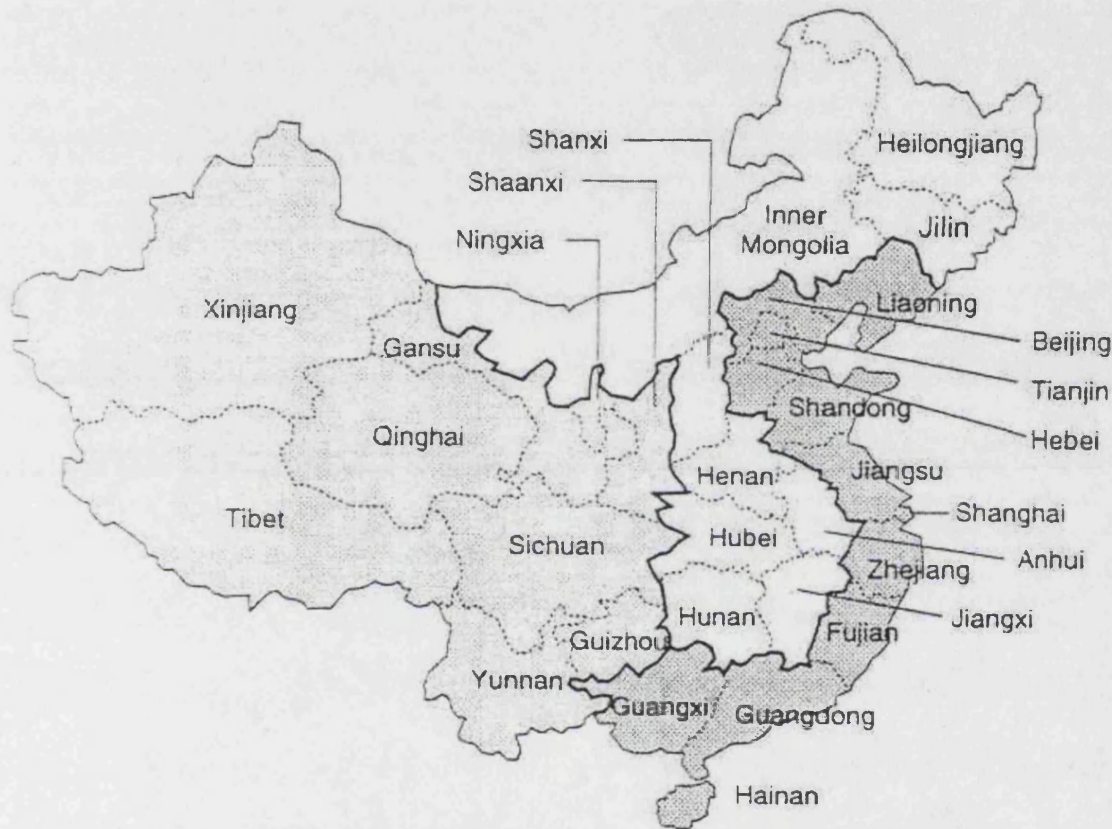 Heilongjiang
Shanxi
Shaanxi
Inner
Mongolia
Jilin
Ningxia
Xinjiang
Liaoning
Gansu
Beijing
Tianjin
Shandong
Qinghai
Hebei
Henan
Jiangsu
Shanghai
Tibet
Sichuan
Hubei
Anhui
Zhejiang
Jiangxi
Hunan
Fujian
Guizhou
Yunnan
Guangxi
Guangdong
Hainan